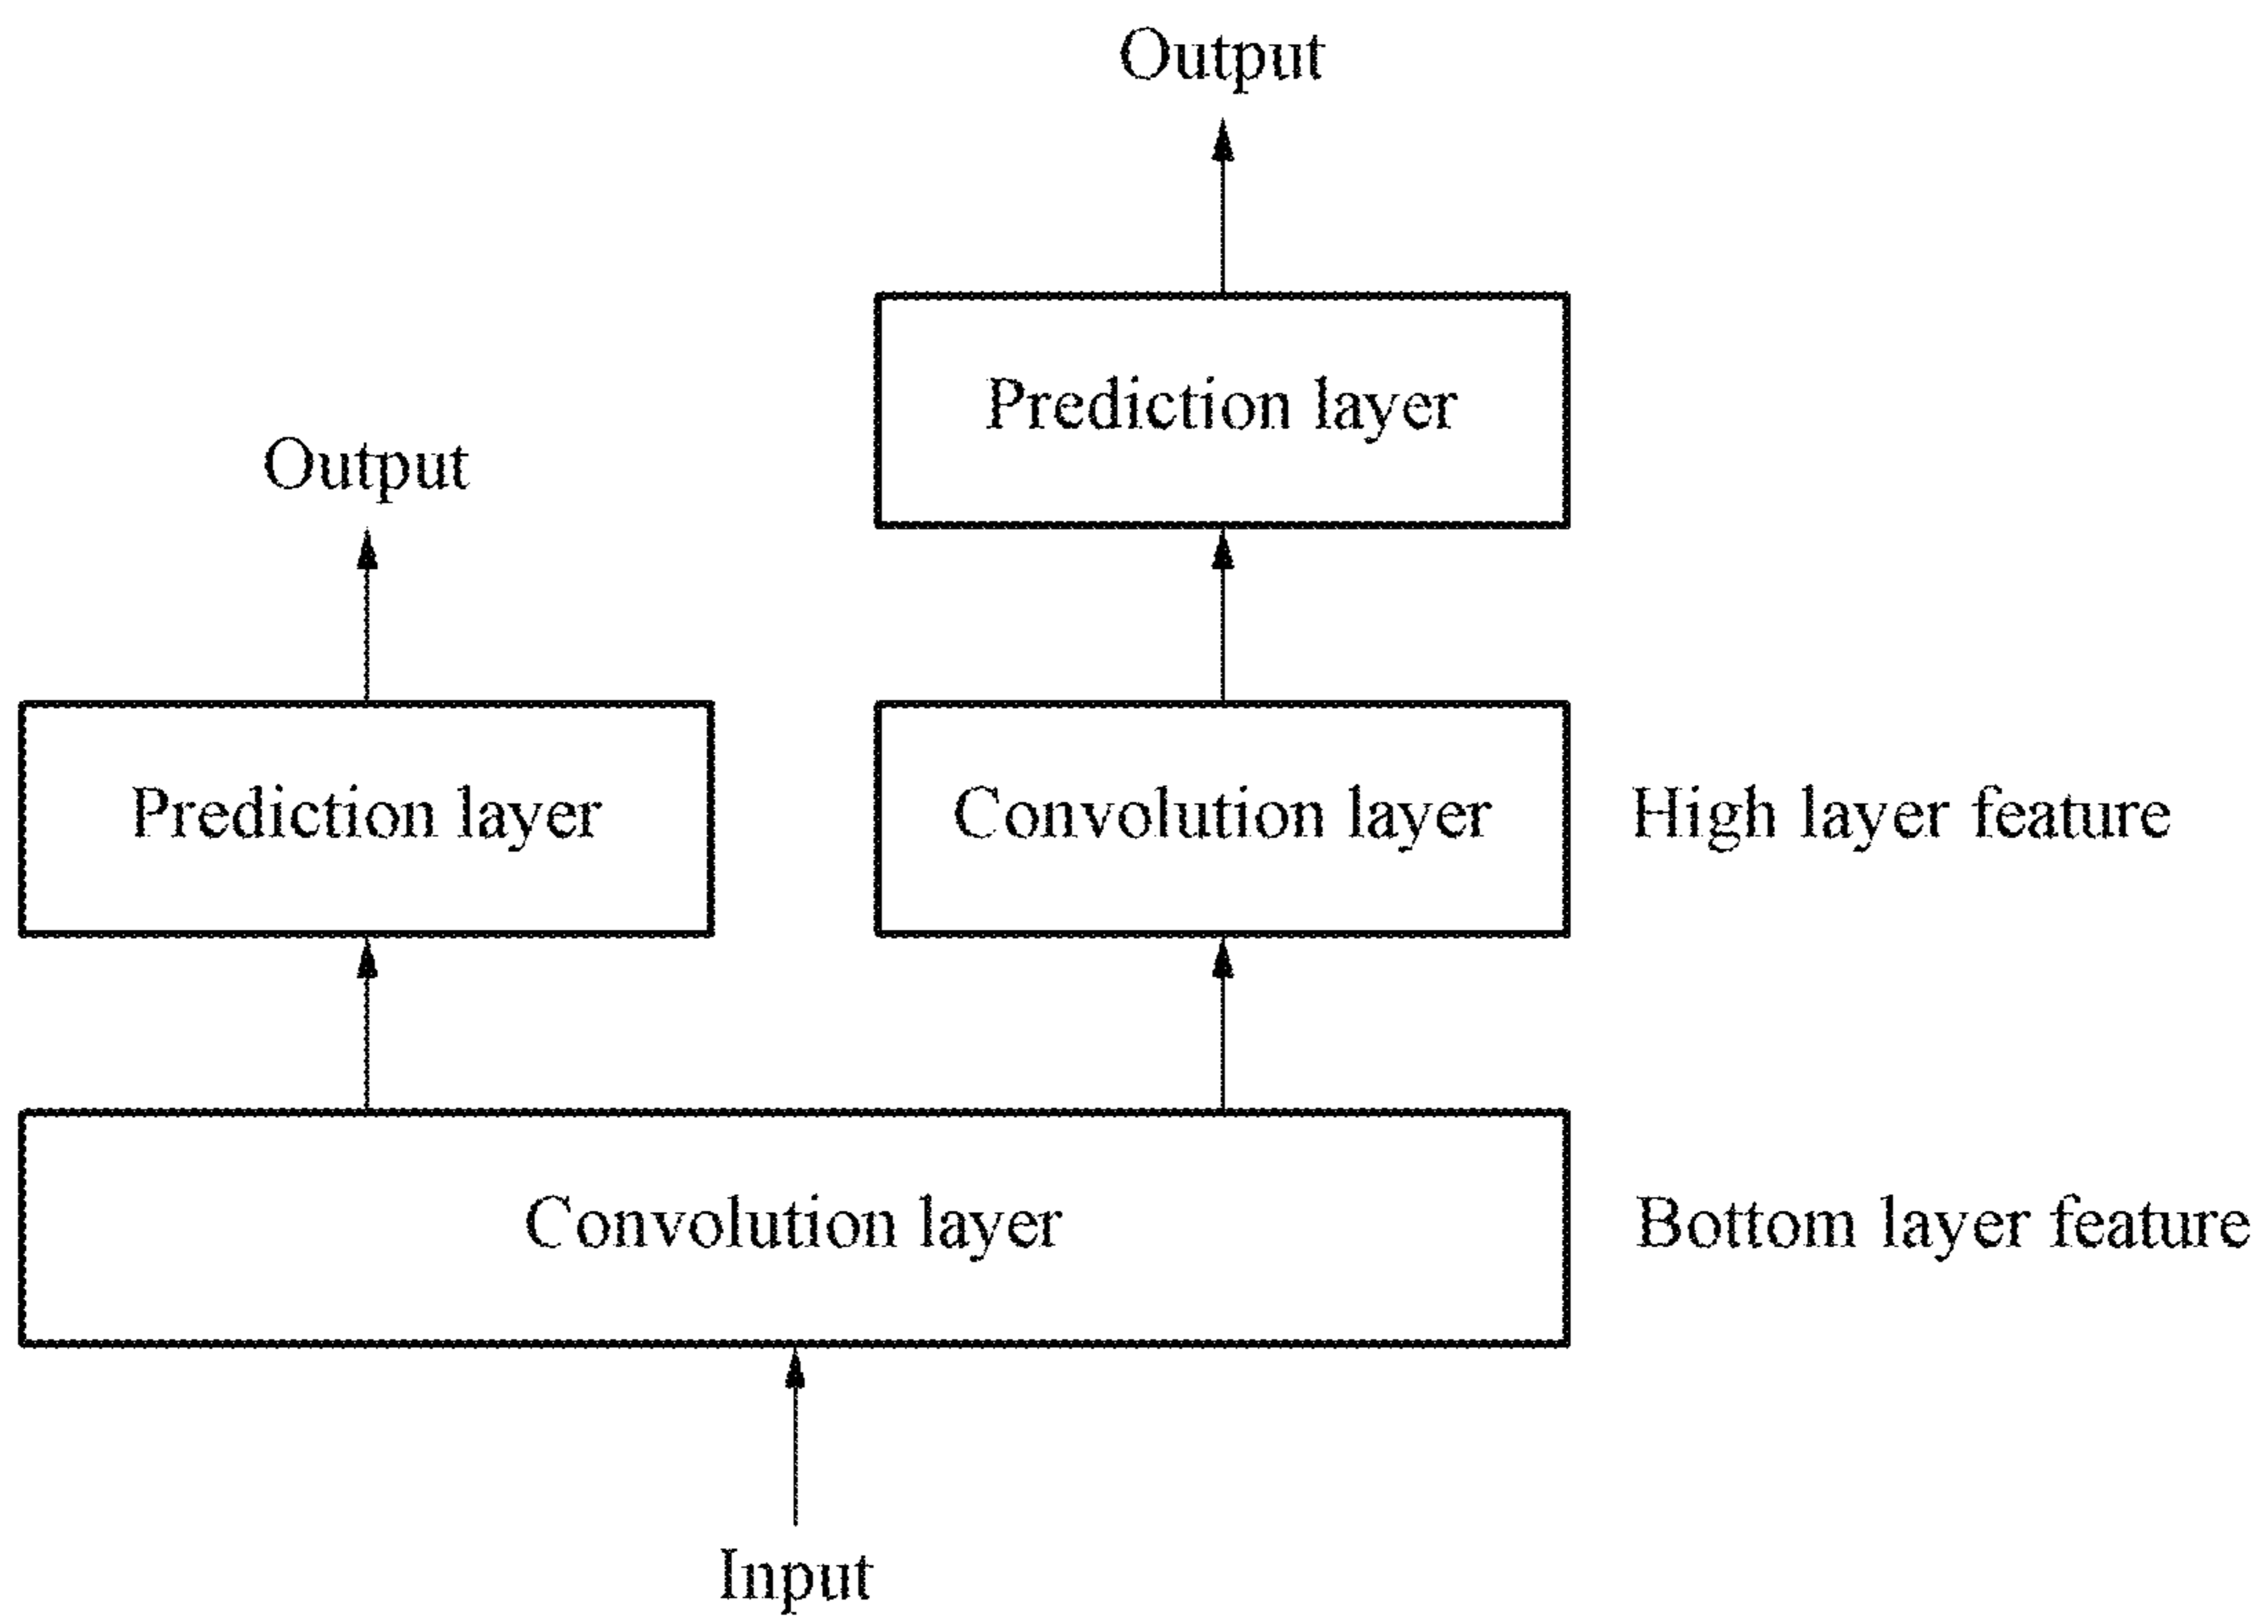 Output
Prediction layer
Output
Prediction layer
Convolution layer
High layer feature
Convolution layer
Bottom layer feature
Input